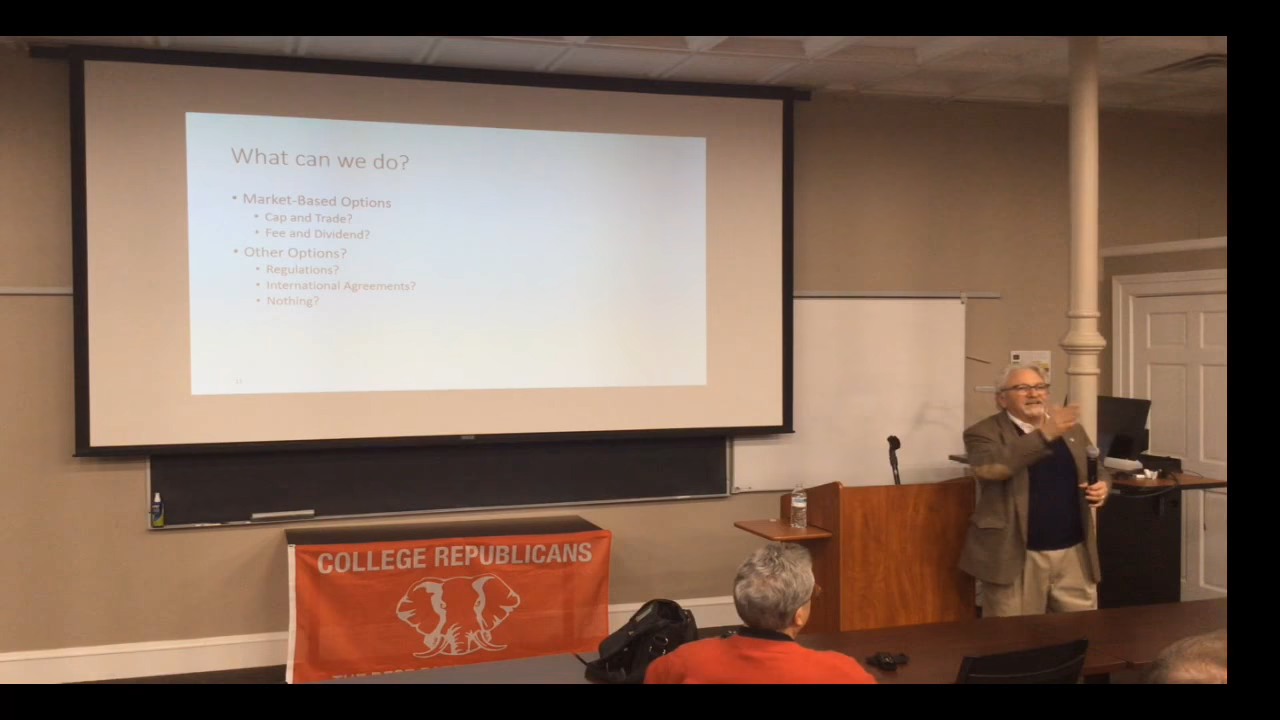 What can we do?
• Market-Based Options
• Cap and Trade?
• Fee and Dividend?
• Other Options?
• Regulations?
• International Agreements?
• Nothing?
COLLEGE REPUBLICANS